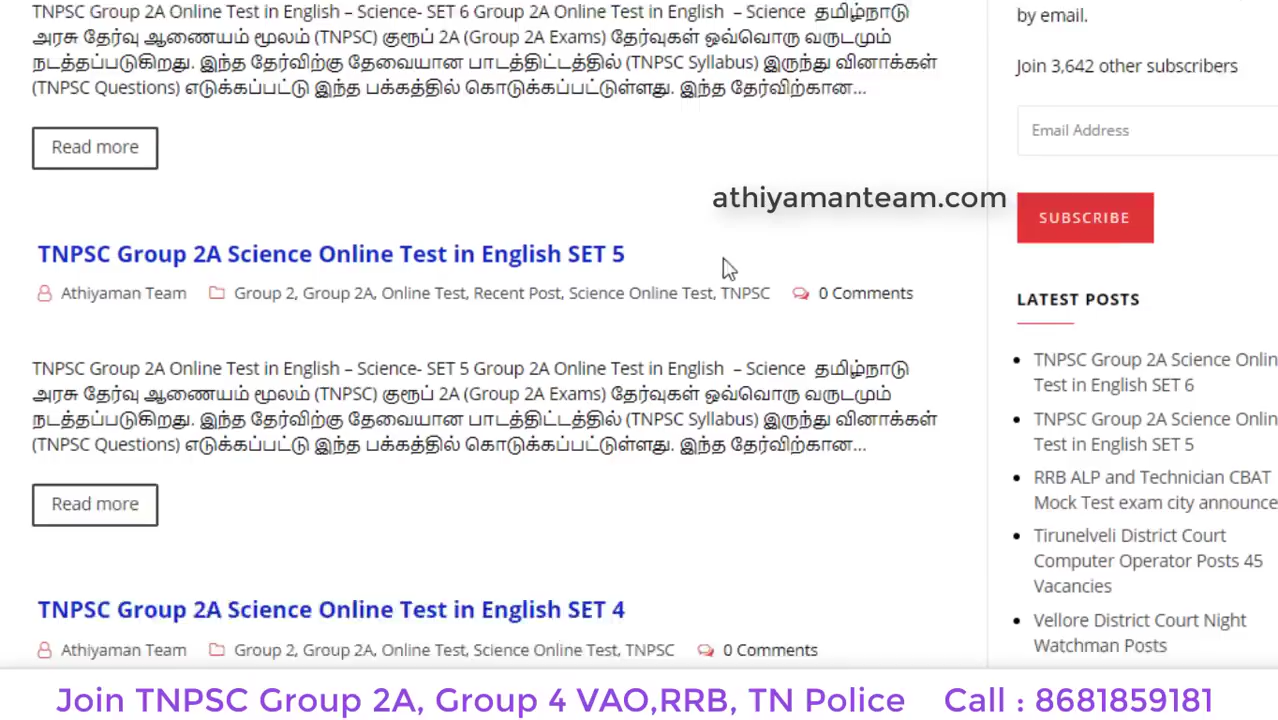 TNPSC Group 2A Online Test in English – Science- SET 6 Group 2A Online Test in English – Science தமிழ்நாடு
அரசு தேர்வு ஆணையம் மூலம் (TNPSC) குரூப் 2A (Group 2A Exams) தேர்வுகள் ஒவ்வொரு வருடமும்
நடத்தப்படுகிறது. இந்த தேர்விற்கு தேவையான பாடத்திட்டத்தில் (TNPSC Syllabus) இருந்து வினாக்கள்
(TNPSC Questions) எடுக்கப்பட்டு இந்த பக்கத்தில் கொடுக்கப்பட்டுள்ளது. இந்த தேர்விற்கான...
Read more
TNPSC Group 2A Science Online Test in English SET 5
Athiyaman Team Group 2, Group 2A, Online Test, Recent Post, Science Online Test, TNPSC 0 Comments
TNPSC Group 2A Online Test in English – Science- SET 5 Group 2A Online Test in English – Science தமிழ்நாடு
அரசு தேர்வு ஆணையம் மூலம் (TNPSC) குரூப் 2A (Group 2A Exams) தேர்வுகள் ஒவ்வொரு வருடமும்
நடத்தப்படுகிறது. இந்த தேர்விற்கு தேவையான பாடத்திட்டத்தில் (TNPSC Syllabus) இருந்து வினாக்கள்
(TNPSC Questions) எடுக்கப்பட்டு இந்த பக்கத்தில் கொடுக்கப்பட்டுள்ளது. இந்த தேர்விற்கான...
Read more
TNPSC Group 2A Science Online Test in English SET 4
Athiyaman Team Group 2, Group 2A, Online Test, Science Online Test, TNPSC 0 Comments
by email.
Join 3,642 other subscribers
Email Address
athiyamanteam.com
SUBSCRIBE
LATEST POSTS
TNPSC Group 2A Science Onlin
Test in English SET 6
TNPSC Group 2A Science Onlin
Test in English SET 5
RRB ALP and Technician CBAT
Mock Test exam city announce
Tirunelveli District Court
Computer Operator Posts 45
Vacancies
Vellore District Court Night
Watchman Posts
Join TNPSC Group 2A, Group 4 VAO,RRB, TN Police Call : 8681859181